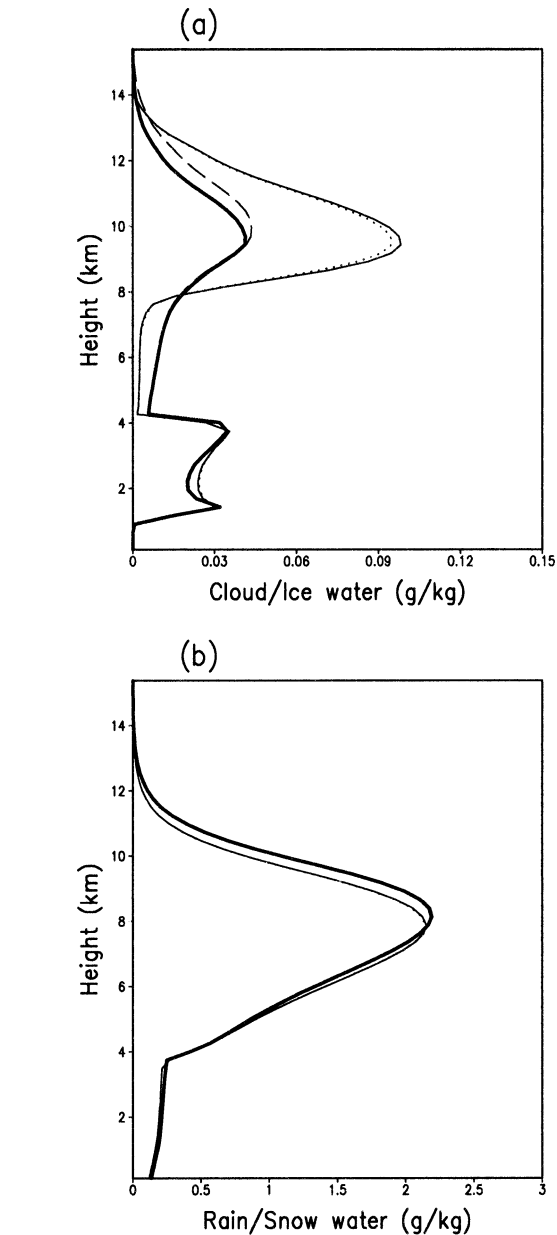 (a)
14
12
10
8
6
4
2
Height (km)
0 0.03 0.06 0.09 0.12 0.15
Cloud/Ice water (g/kg)
(b)
14
12
10
8
6
4
2
Height (km)
0 0.5 1 1.5 2 2.5 3
Rain/Snow water (g/kg)